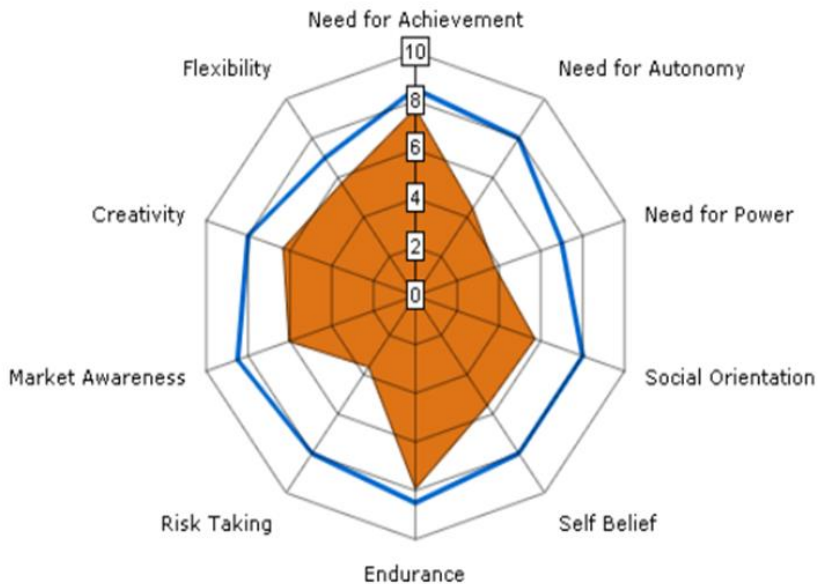 Need for Achievement
Flexibility
10
Need for Autonomy
8
6
Creativity
4
Need for Power
2
0
Market Awareness
Social Orientation
Risk Taking
Self Belief
Endurance